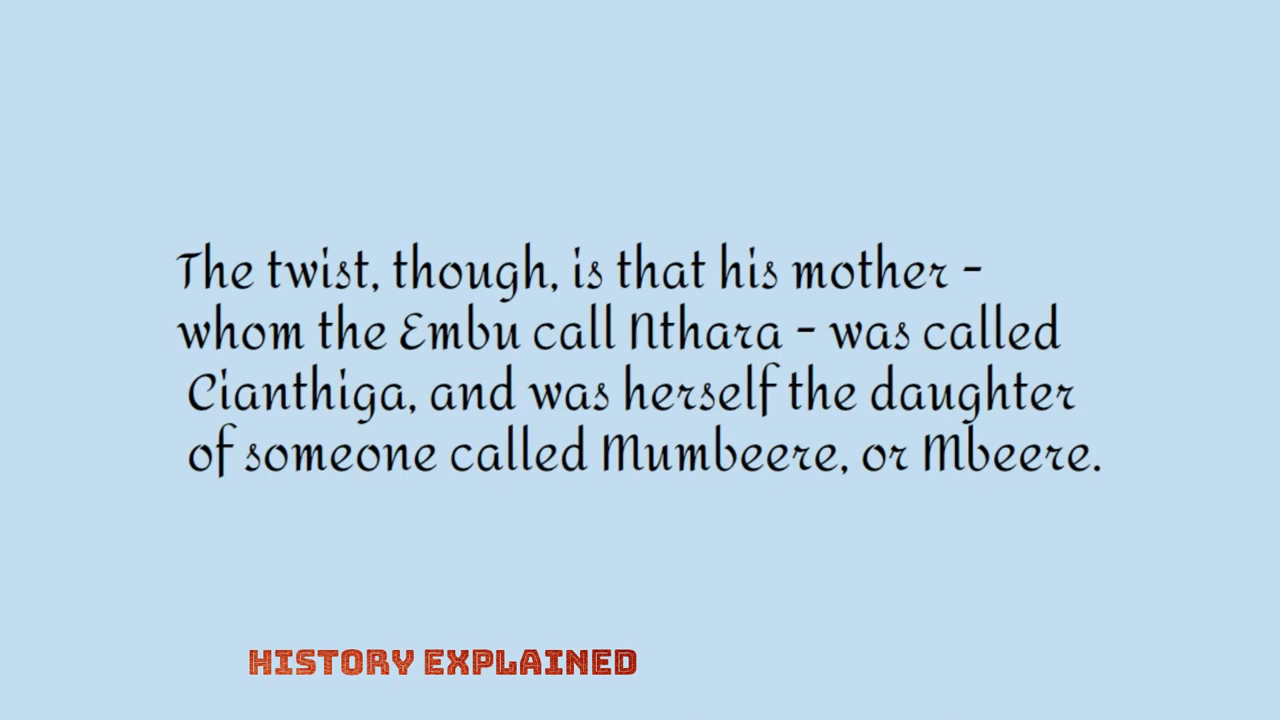 The twist, though, is that his mother -
whom the Embu call Nthara - was called
Cianthiga, and was herself the daughter
of someone called Mumbeere, or Mbeere.
HISTORY EXPLAINED